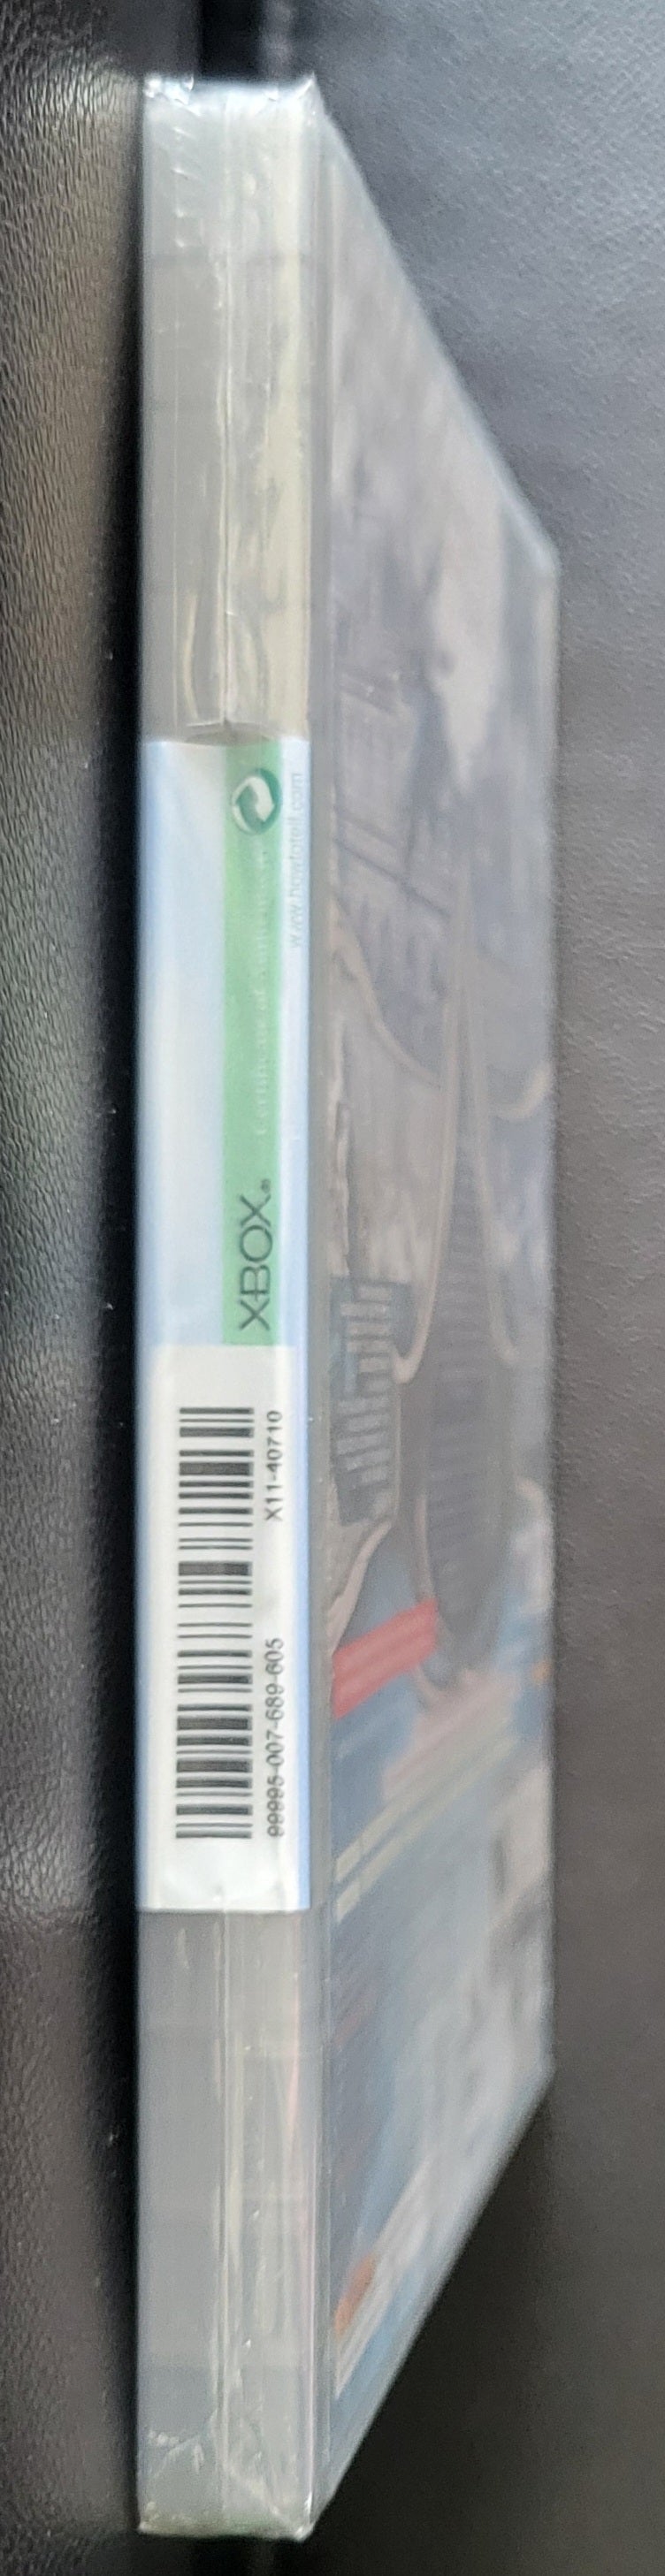 www.howtotell.com
Certificate of Authenticity
XBOX®
X11-40710
99995-007-689-605